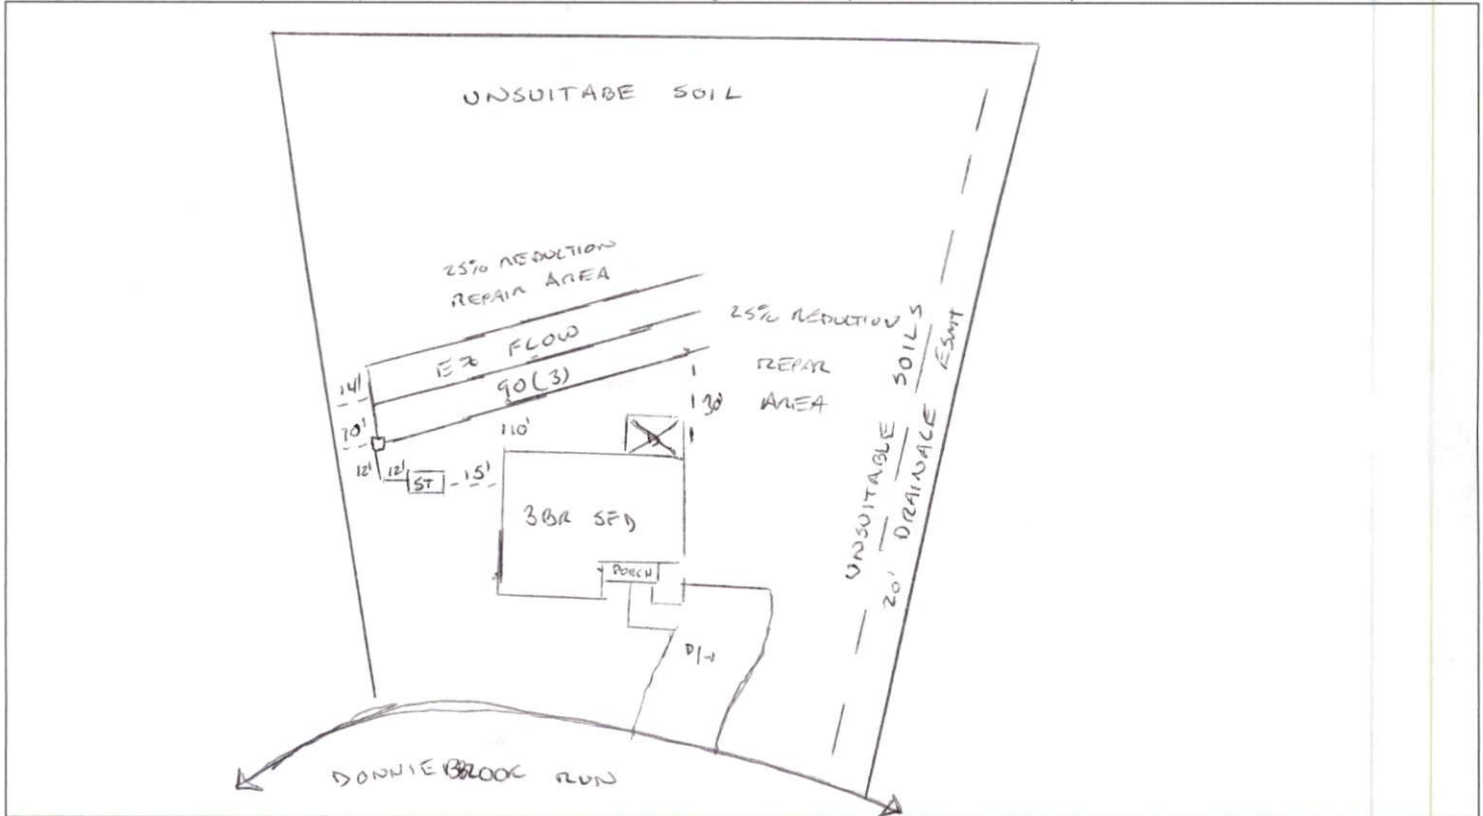 UNSUITABE SOIL
25% REDUCTION
REPAIR AREA
EZ FLOW
90(3)
25% REDUCTION
REPAR
AREA
14'
10'
12'
12'
ST
15'
110'
30'
3BR SFD
PORCH
UNSUITABLE SOILS
20' DRAINAGE ESMT
DONNIEBROOK RUN